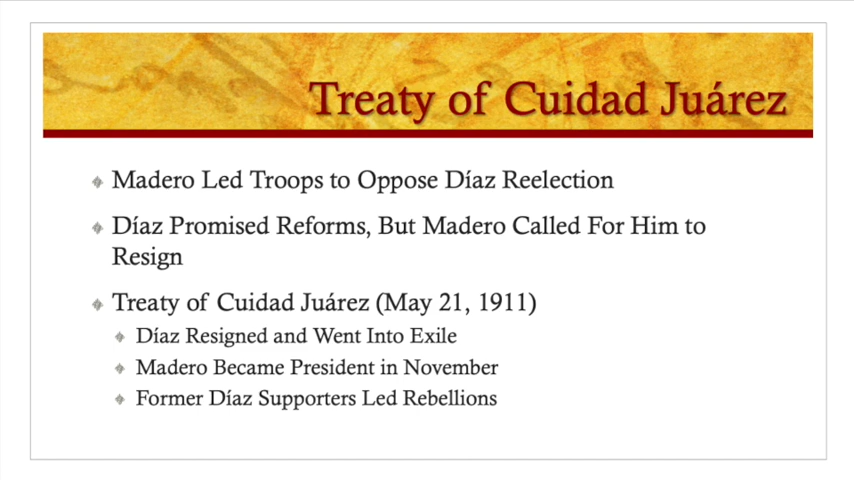 Treaty of Cuidad Juárez
Madero Led Troops to Oppose Díaz Reelection
Díaz Promised Reforms, But Madero Called For Him to
Resign
Treaty of Cuidad Juárez (May 21, 1911)
Díaz Resigned and Went Into Exile
Madero Became President in November
Former Díaz Supporters Led Rebellions